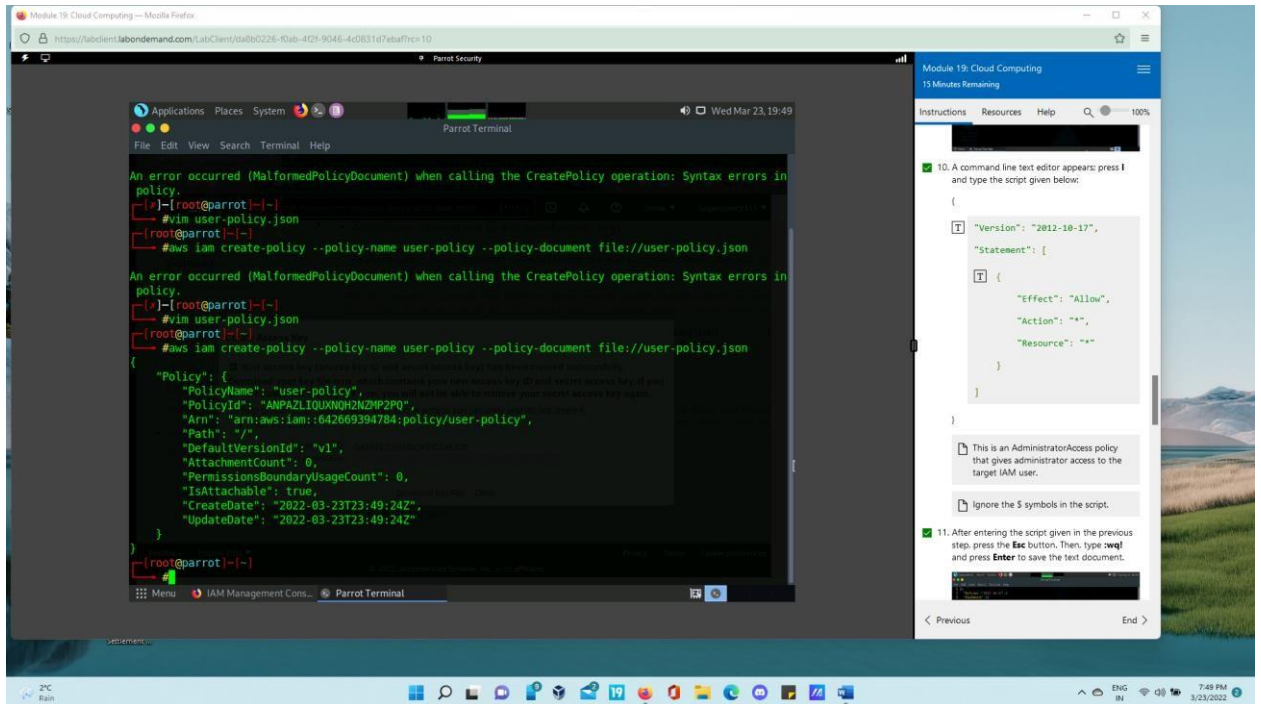 Module 19: Cloud Computing — Mozilla Firefox
https://labclient.labondemand.com/LabClient/da8b0226-f0ab-4f2f-9046-4c0831d7ebaf?rc=10
Parrot Security
Applications Places System
Wed Mar 23, 19:49
Parrot Terminal
File Edit View Search Terminal Help
An error occurred (MalformedPolicyDocument) when calling the CreatePolicy operation: Syntax errors in
policy.
[x]-[root@parrot]-[~]
#vim user-policy.json
[root@parrot]-[~]
#aws iam create-policy --policy-name user-policy --policy-document file://user-policy.json
An error occurred (MalformedPolicyDocument) when calling the CreatePolicy operation: Syntax errors in
policy.
[x]-[root@parrot]-[~]
#vim user-policy.json
[root@parrot]-[~]
#aws iam create-policy --policy-name user-policy --policy-document file://user-policy.json
{
"Policy": {
"PolicyName": "user-policy",
"PolicyId": "ANPAZLIQUXNQH2NZMP2PQ",
"Arn": "arn:aws:iam::642669394784:policy/user-policy",
"Path": "/",
"DefaultVersionId": "v1",
"AttachmentCount": 0,
"PermissionsBoundaryUsageCount": 0,
"IsAttachable": true,
"CreateDate": "2022-03-23T23:49:24Z",
"UpdateDate": "2022-03-23T23:49:24Z"
}
}
[root@parrot]-[~]
#
Menu IAM Management Cons... Parrot Terminal
Module 19: Cloud Computing
15 Minutes Remaining
Instructions Resources Help 100%
10. A command line text editor appears; press I
and type the script given below:
{
T "Version": "2012-10-17",
"Statement": [
T {
"Effect": "Allow",
"Action": "*",
"Resource": "*"
}
]
}
This is an AdministratorAccess policy
that gives administrator access to the
target IAM user.
Ignore the $ symbols in the script.
11. After entering the script given in the previous
step, press the Esc button. Then, type :wq!
and press Enter to save the text document.
< Previous
End >
Settlement ...
2°C
Rain
19
ENG
IN
7:49 PM
3/23/2022
2